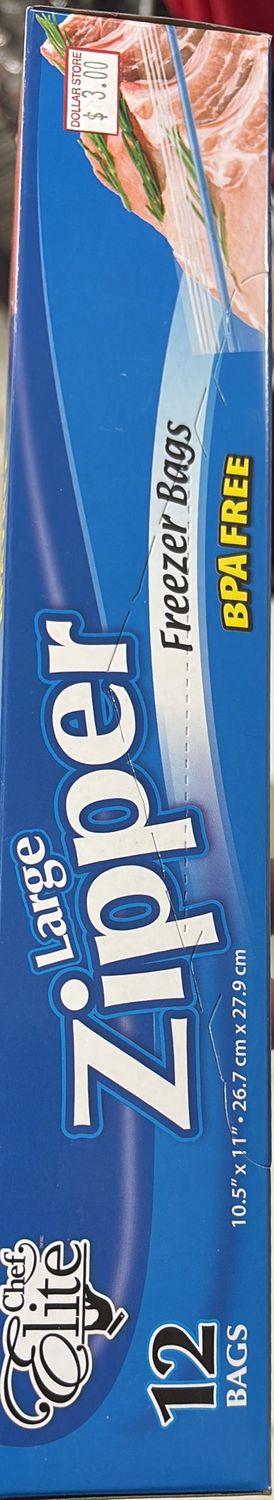 DOLLAR STORE
$ 3.00
Chef
Elite
Large
Zipper
Freezer Bags
BPA FREE
12
BAGS
10.5" x 11" • 26.7 cm x 27.9 cm